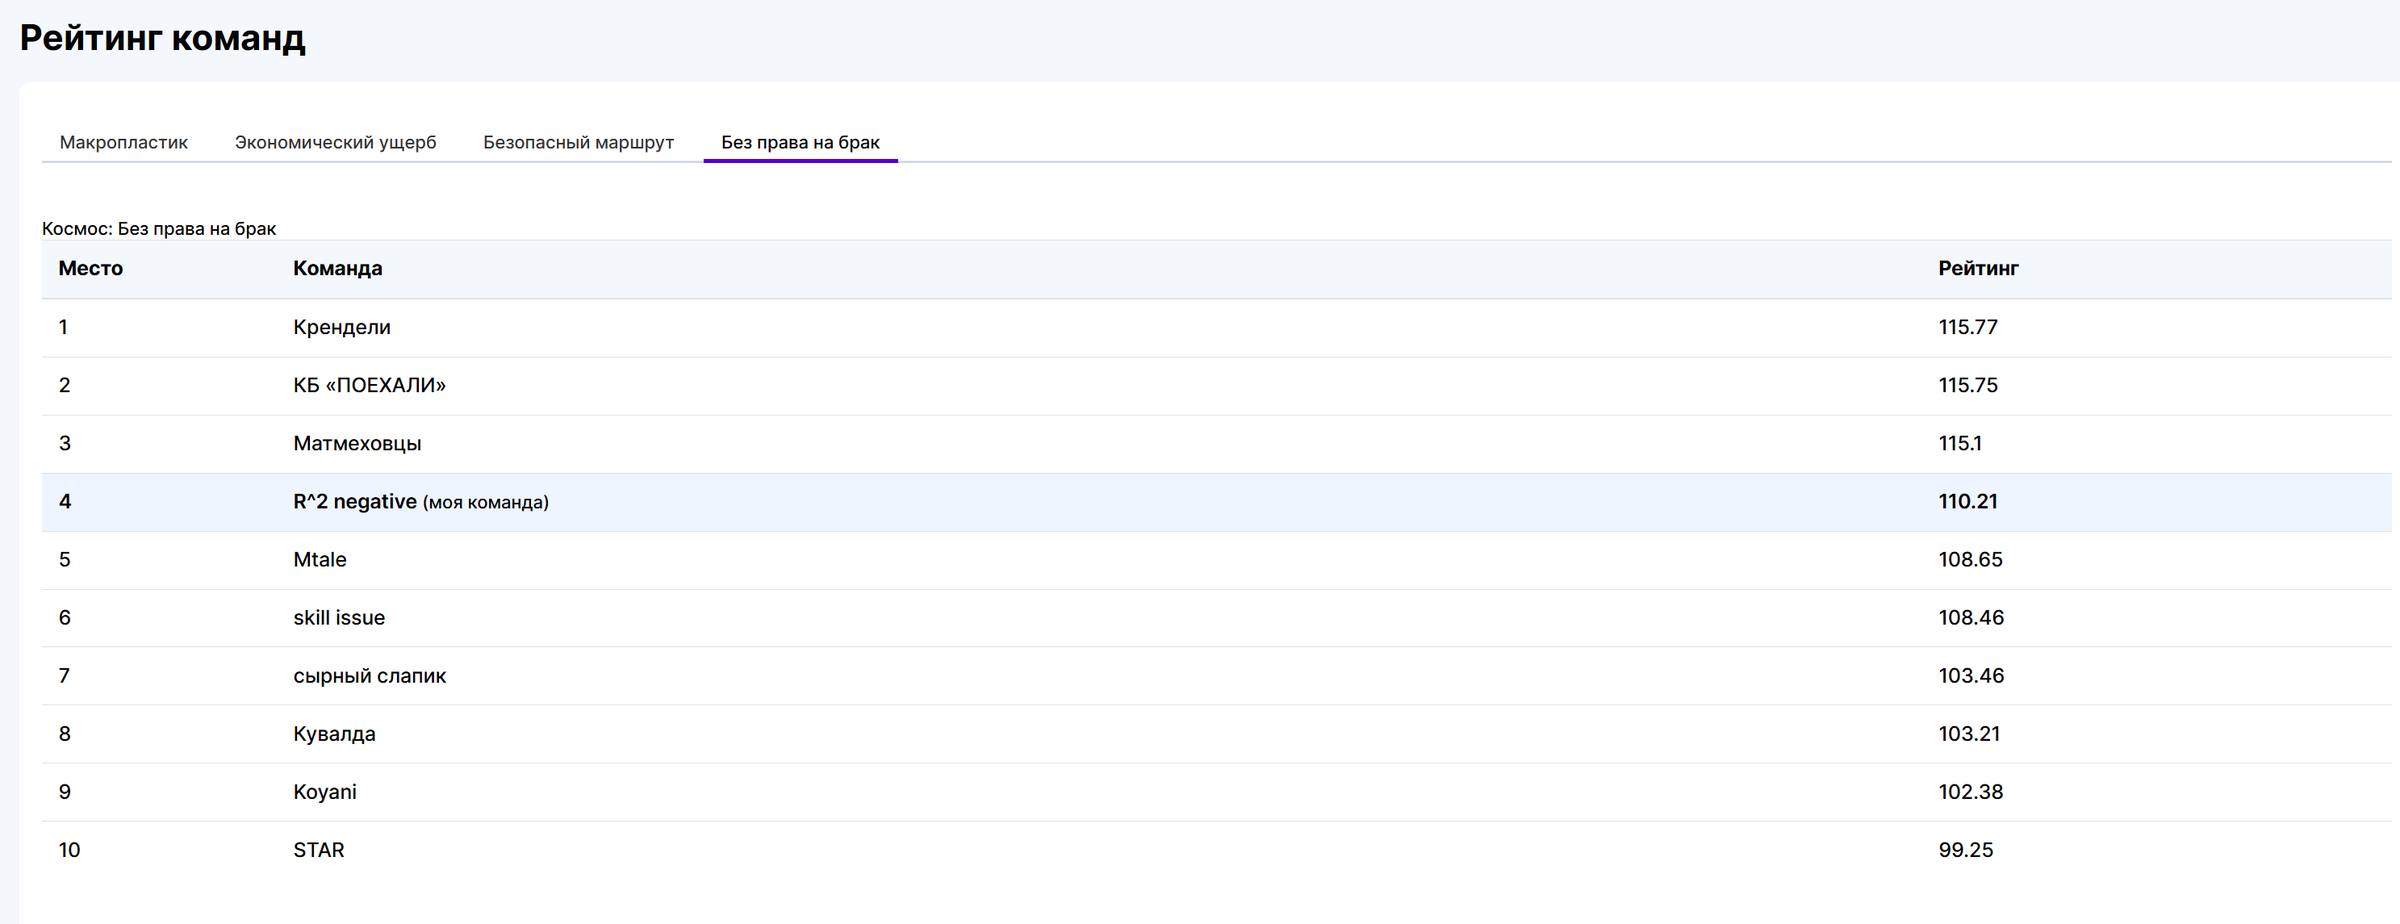 Рейтинг команд
Макропластик Экономический ущерб Безопасный маршрут Без права на брак
Космос: Без права на брак
Место Команда Рейтинг
1 Крендели 115.77
2 КБ «ПОЕХАЛИ» 115.75
3 Матмеховцы 115.1
4 R^2 negative (моя команда) 110.21
5 Mtale 108.65
6 skill issue 108.46
7 сырный слапик 103.46
8 Кувалда 103.21
9 Koyani 102.38
10 STAR 99.25